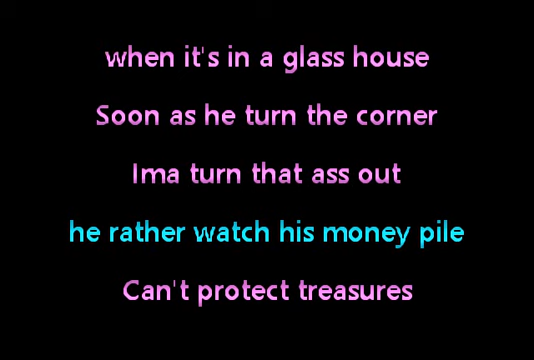 when it's in a glass house
Soon as he turn the corner
Ima turn that ass out
he rather watch his money pile
Can't protect treasures